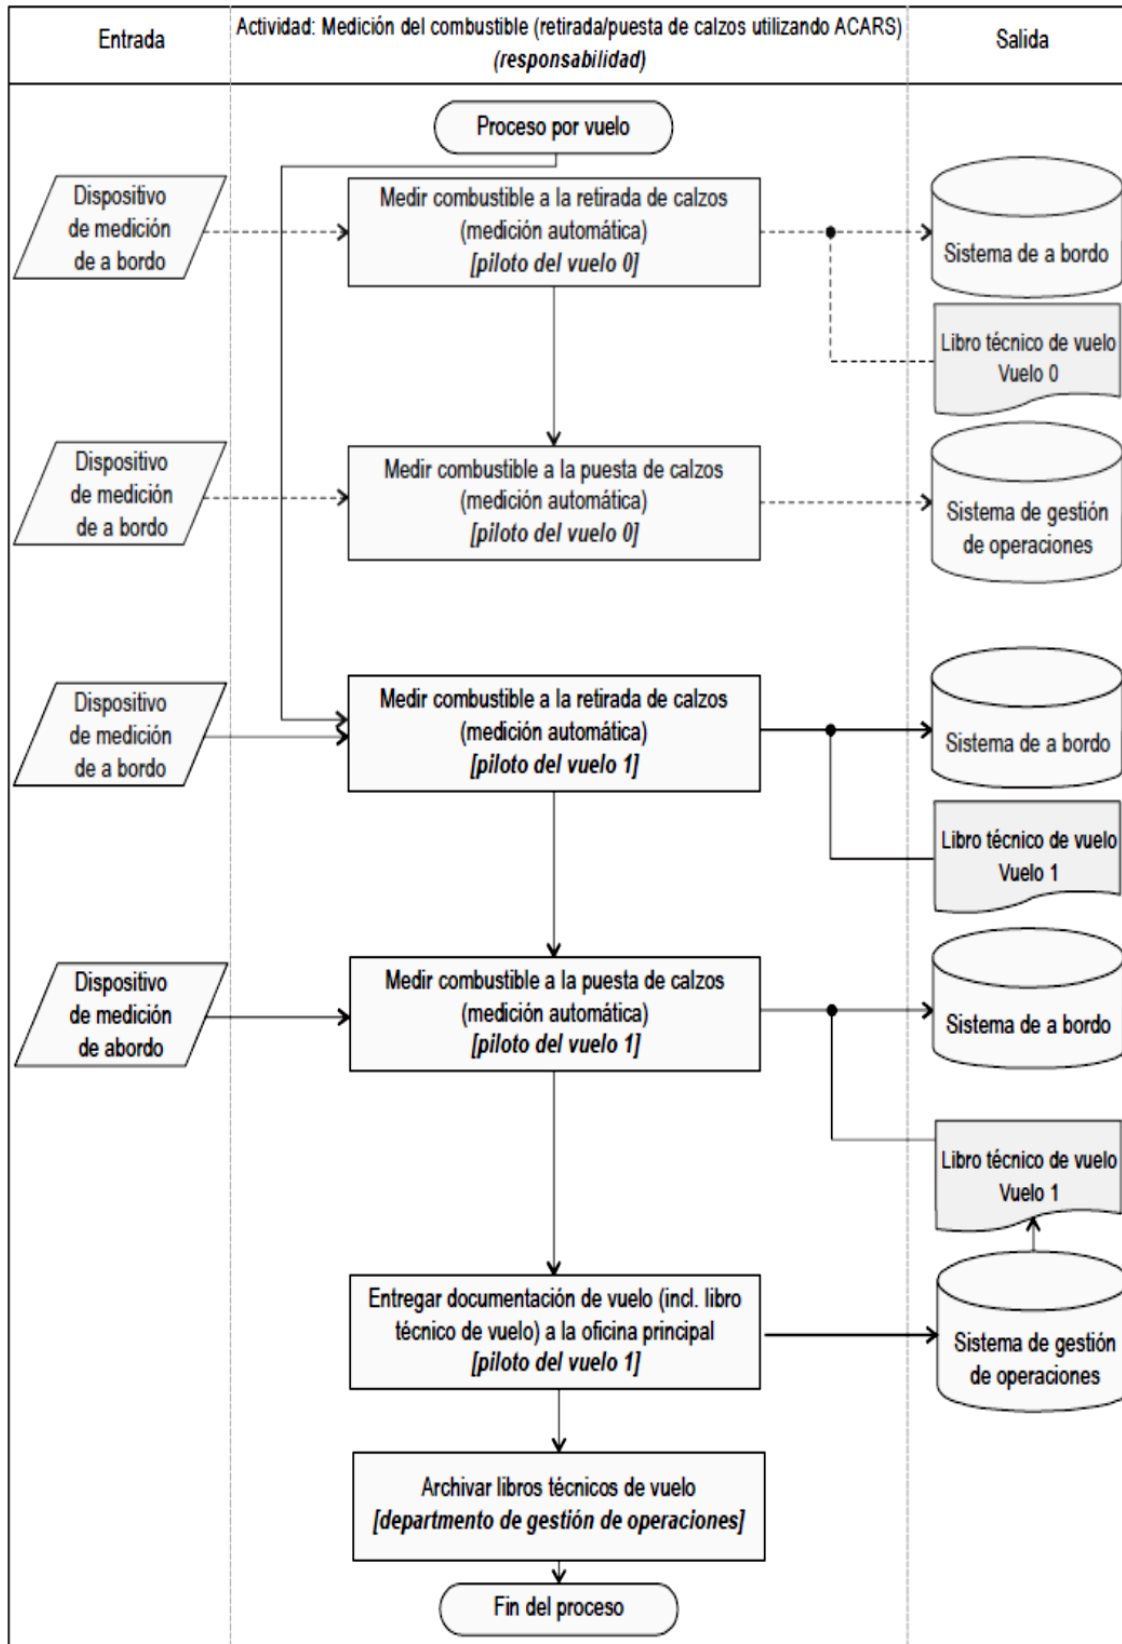 Entrada
Actividad: Medición del combustible (retirada/puesta de calzos utilizando ACARS)
(responsabilidad)
Salida
Proceso por vuelo
Dispositivo
de medición
de a bordo
Medir combustible a la retirada de calzos
(medición automática)
[piloto del vuelo 0]
Sistema de a bordo
Libro técnico de vuelo
Vuelo 0
Dispositivo
de medición
de a bordo
Medir combustible a la puesta de calzos
(medición automática)
[piloto del vuelo 0]
Sistema de gestión
de operaciones
Dispositivo
de medición
de a bordo
Medir combustible a la retirada de calzos
(medición automática)
[piloto del vuelo 1]
Sistema de a bordo
Libro técnico de vuelo
Vuelo 1
Dispositivo
de medición
de abordo
Medir combustible a la puesta de calzos
(medición automática)
[piloto del vuelo 1]
Sistema de a bordo
Libro técnico de vuelo
Vuelo 1
Entregar documentación de vuelo (incl. libro
técnico de vuelo) a la oficina principal
[piloto del vuelo 1]
Sistema de gestión
de operaciones
Archivar libros técnicos de vuelo
[departmento de gestión de operaciones]
Fin del proceso